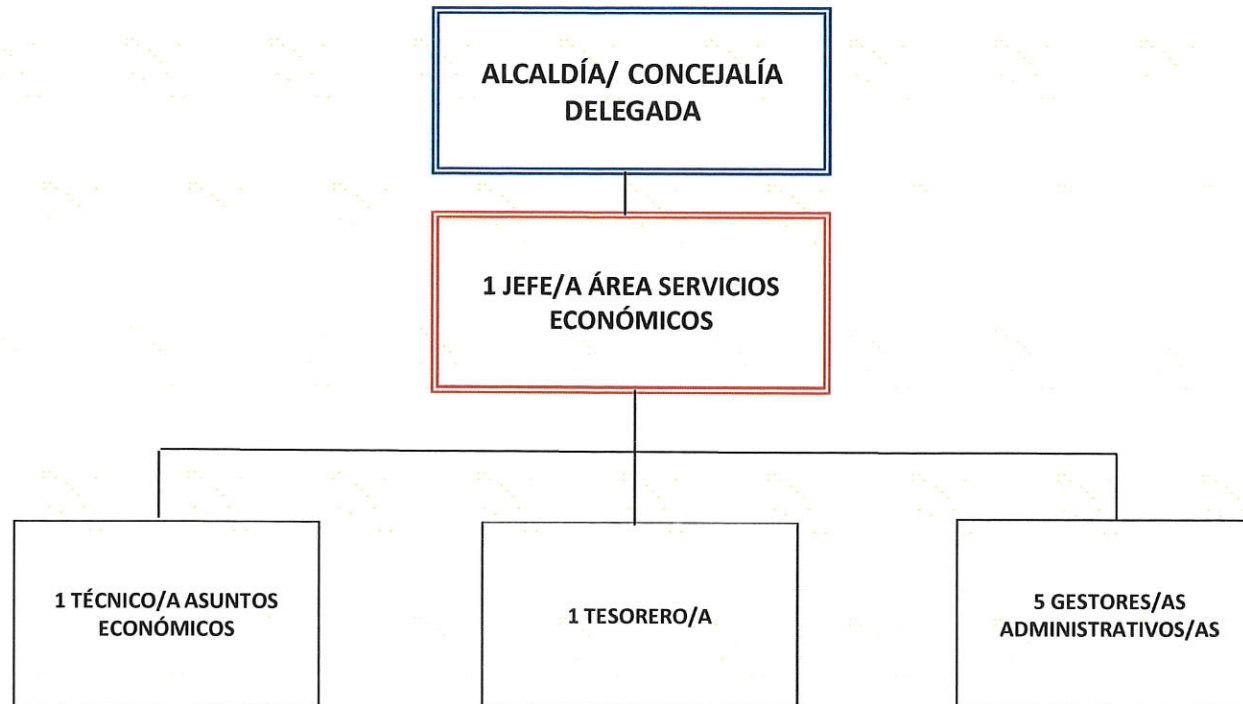 ALCALDÍA/ CONCEJALÍA
DELEGADA
1 JEFE/A ÁREA SERVICIOS
ECONÓMICOS
1 TÉCNICO/A ASUNTOS
ECONÓMICOS
1 TESORERO/A
5 GESTORES/AS
ADMINISTRATIVOS/AS